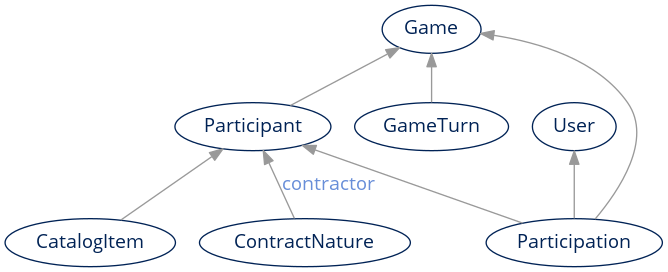 Game
Participant
GameTurn
User
contractor
CatalogItem
ContractNature
Participation